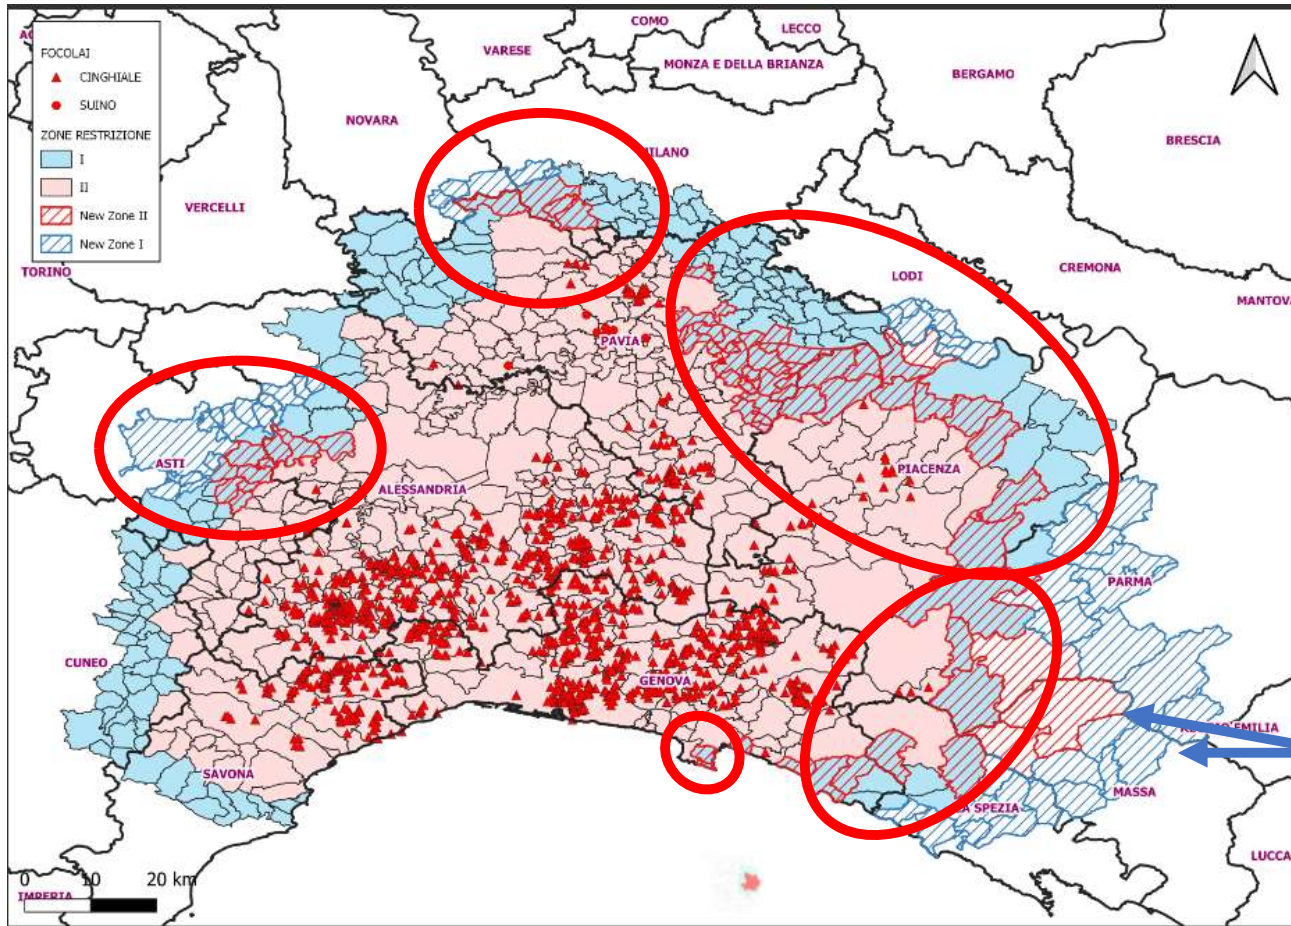 COMO
LECCO
VARESE
MONZA E DELLA BRIANZA
BERGAMO
BRESCIA
FOCOLAI
CINGHIALE
SUINO
ZONE RESTRIZIONE
I
II
New Zone II
New Zone I
NOVARA
MILANO
VERCELLI
TORINO
LODI
CREMONA
MANTOVA
PAVIA
ASTI
ALESSANDRIA
PIACENZA
PARMA
CUNEO
GENOVA
EMILIA
SAVONA
MASSA
SPEZIA
LUCCA
0 10 20 km
IMPERIA